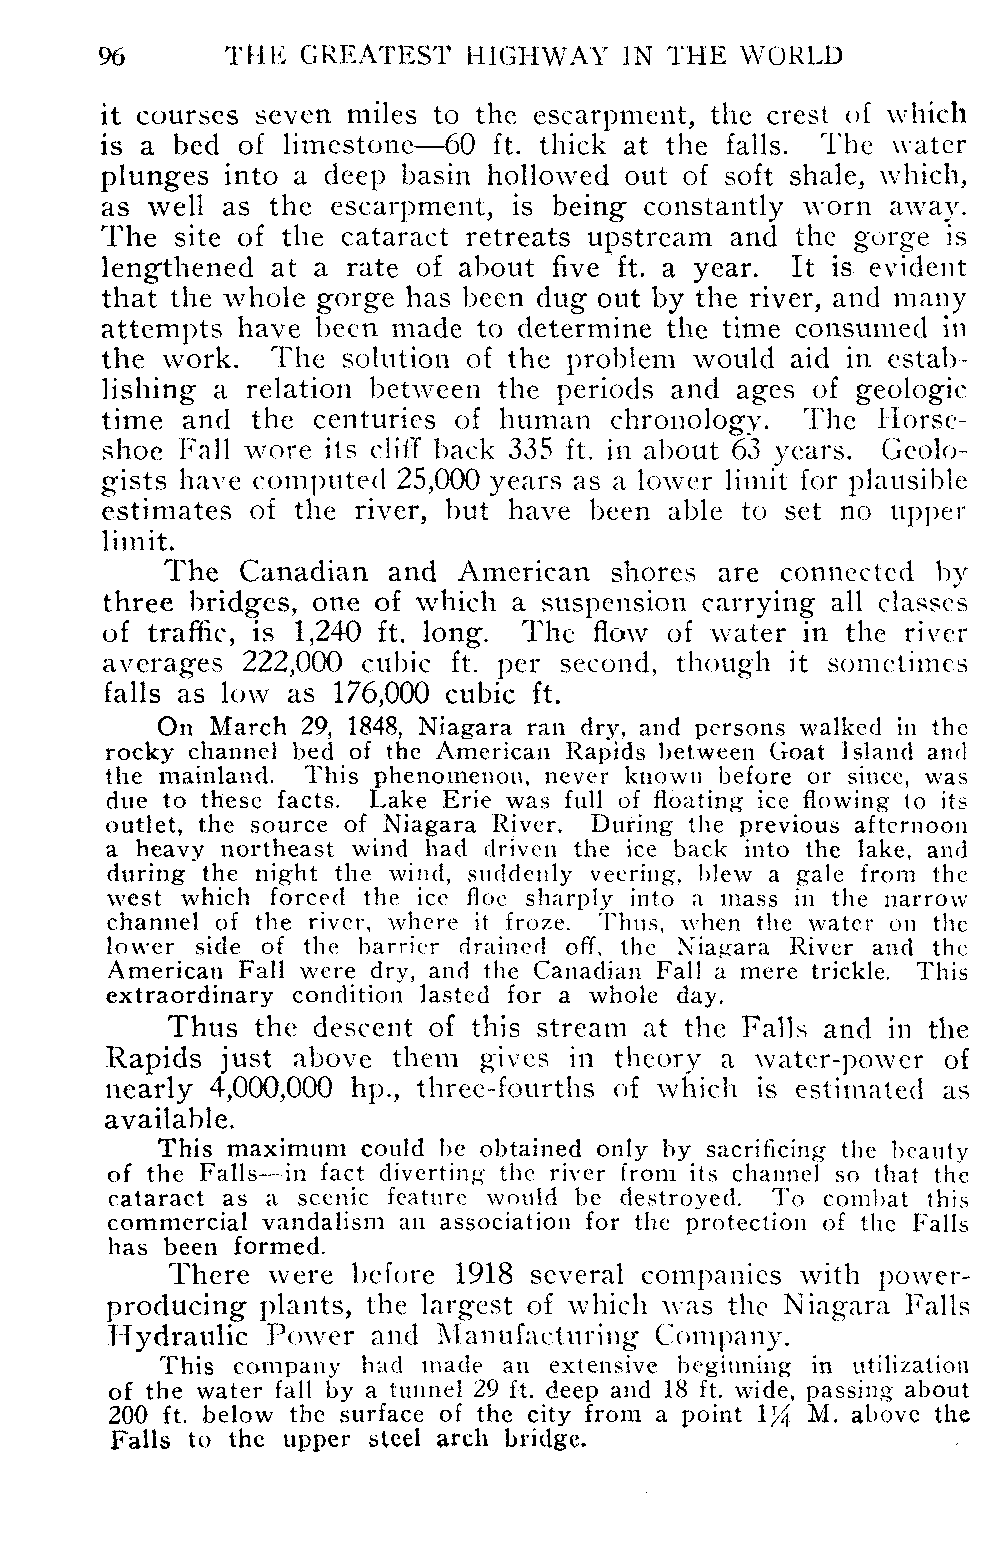 96 THE GREATEST HIGHWAY IN THE WORLD
it courses seven miles to the escarpment, the crest of which
is a bed of limestone—60 ft. thick at the falls. The water
plunges into a deep basin hollowed out of soft shale, which,
as well as the escarpment, is being constantly worn away.
The site of the cataract retreats upstream and the gorge is
lengthened at a rate of about five ft. a year. It is evident
that the whole gorge has been dug out by the river, and many
attempts have been made to determine the time consumed in
the work. The solution of the problem would aid in estab-
lishing a relation between the periods and ages of geologic
time and the centuries of human chronology. The Horse-
shoe Fall wore its cliff back 335 ft. in about 63 years. Geolo-
gists have computed 25,000 years as a lower limit for plausible
estimates of the river, but have been able to set no upper
limit.
The Canadian and American shores are connected by
three bridges, one of which a suspension carrying all classes
of traffic, is 1,240 ft. long. The flow of water in the river
averages 222,000 cubic ft. per second, though it sometimes
falls as low as 176,000 cubic ft.
On March 29, 1848, Niagara ran dry, and persons walked in the
rocky channel bed of the American Rapids between Goat Island and
the mainland. This phenomenon, never known before or since, was
due to these facts. Lake Erie was full of floating ice flowing to its
outlet, the source of Niagara River. During the previous afternoon
a heavy northeast wind had driven the ice back into the lake, and
during the night the wind, suddenly veering, blew a gale from the
west which forced the ice floe sharply into a mass in the narrow
channel of the river, where it froze. Thus, when the water on the
lower side of the barrier drained off, the Niagara River and the
American Fall were dry, and the Canadian Fall a mere trickle. This
extraordinary condition lasted for a whole day.
Thus the descent of this stream at the Falls and in the
Rapids just above them gives in theory a water-power of
nearly 4,000,000 hp., three-fourths of which is estimated as
available.
This maximum could be obtained only by sacrificing the beauty
of the Falls—in fact diverting the river from its channel so that the
cataract as a scenic feature would be destroyed. To combat this
commercial vandalism an association for the protection of the Falls
has been formed.
There were before 1918 several companies with power-
producing plants, the largest of which was the Niagara Falls
Hydraulic Power and Manufacturing Company.
This company had made an extensive beginning in utilization
of the water fall by a tunnel 29 ft. deep and 18 ft. wide, passing about
200 ft. below the surface of the city from a point 1¼ M. above the
Falls to the upper steel arch bridge.